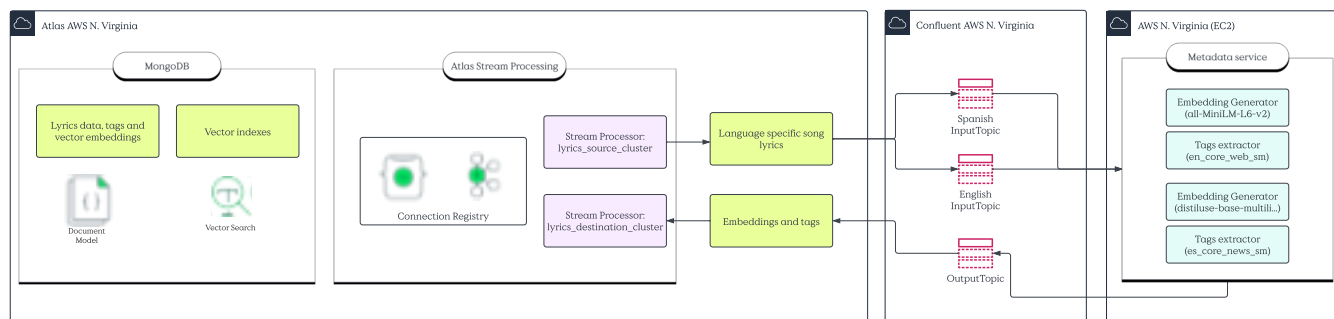 Atlas AWS N. Virginia
MongoDB
Lyrics data, tags and
vector embeddings
Vector indexes
Document
Model
Vector Search
Atlas Stream Processing
Connection Registry
Stream Processor:
lyrics_source_cluster
Stream Processor:
lyrics_destination_cluster
Language specific song
lyrics
Embeddings and tags
Confluent AWS N. Virginia
Spanish
InputTopic
English
InputTopic
OutputTopic
AWS N. Virginia (EC2)
Metadata service
Embedding Generator
(all-MiniLM-L6-v2)
Tags extractor
(en_core_web_sm)
Embedding Generator
(distiluse-base-multili...)
Tags extractor
(es_core_news_sm)